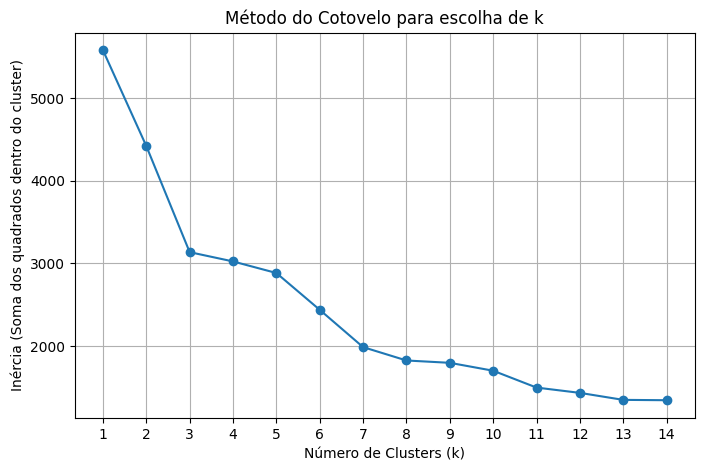 Método do Cotovelo para escolha de k
Inércia (Soma dos quadrados dentro do cluster)
5000
4000
3000
2000
1 2 3 4 5 6 7 8 9 10 11 12 13 14
Número de Clusters (k)